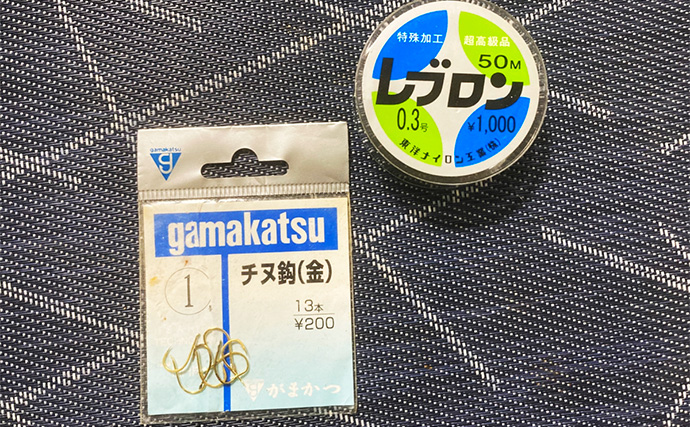 特殊加工 超高級品
50M
レブロン
0.3号 ¥1,000
東洋ナイロン工業(株)
gamakatsu
g
gamakatsu
チヌ鈎(金)
1
13本
¥200
がまかつ